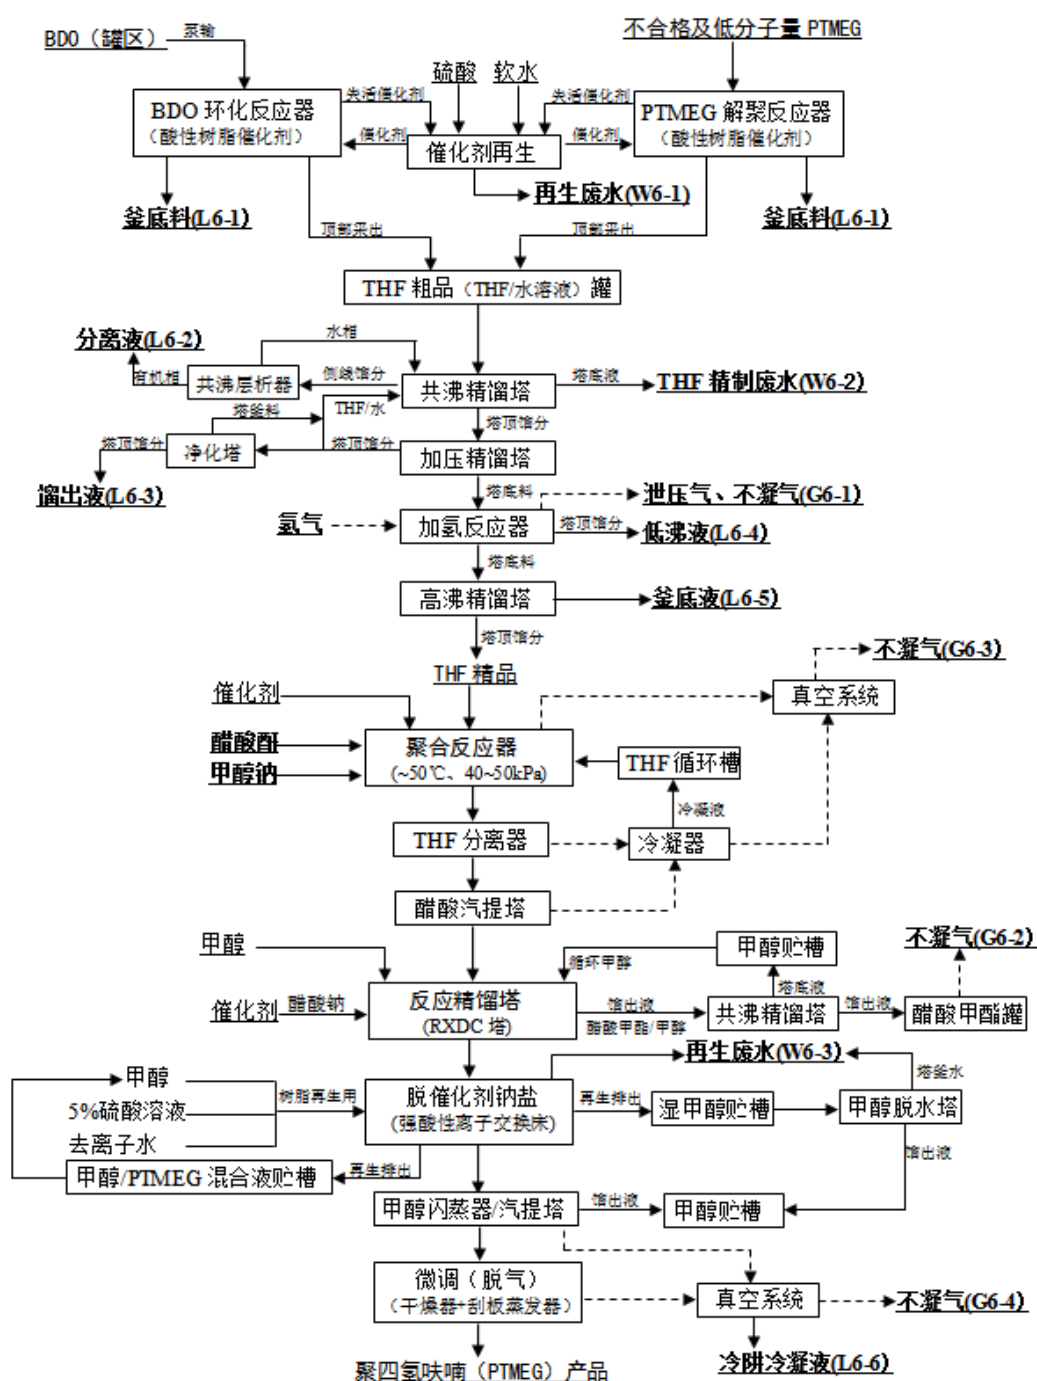 BDO（罐区）
泵输
不合格及低分子量 PTMEG
硫酸
软水
BDO 环化反应器
（酸性树脂催化剂）
失活催化剂
催化剂
催化剂再生
失活催化剂
催化剂
PTMEG 解聚反应器
（酸性树脂催化剂）
再生废水(W6-1)
釜底料(L6-1)
釜底料(L6-1)
顶部采出
顶部采出
THF 粗品（THF/水溶液）罐
分离液(L6-2)
水相
有机相
共沸层析器
侧线馏分
共沸精馏塔
塔底液
THF 精制废水(W6-2)
塔釜料
THF/水
塔顶馏分
塔顶馏分
净化塔
塔顶馏分
加压精馏塔
馏出液(L6-3)
塔底料
泄压气、不凝气(G6-1)
氢气
加氢反应器
塔顶馏分
低沸液(L6-4)
塔底料
高沸精馏塔
釜底液(L6-5)
塔顶馏分
不凝气(G6-3)
THF 精品
催化剂
真空系统
醋酸酐
甲醇钠
聚合反应器
(~50℃、40~50kPa)
THF 循环槽
冷凝液
THF 分离器
冷凝器
醋酸汽提塔
甲醇
循环甲醇
甲醇贮槽
不凝气(G6-2)
塔底液
催化剂
醋酸钠
反应精馏塔
(RXDC 塔)
馏出液
醋酸甲酯/甲醇
共沸精馏塔
馏出液
醋酸甲酯罐
再生废水(W6-3)
塔釜水
甲醇
5%硫酸溶液
去离子水
树脂再生用
脱催化剂钠盐
(强酸性离子交换床)
再生排出
湿甲醇贮槽
甲醇脱水塔
甲醇/PTMEG 混合液贮槽
再生排出
馏出液
甲醇闪蒸器/汽提塔
馏出液
甲醇贮槽
微调（脱气）
（干燥器+刮板蒸发器）
真空系统
不凝气(G6-4)
聚四氢呋喃（PTMEG）产品
冷阱冷凝液(L6-6)